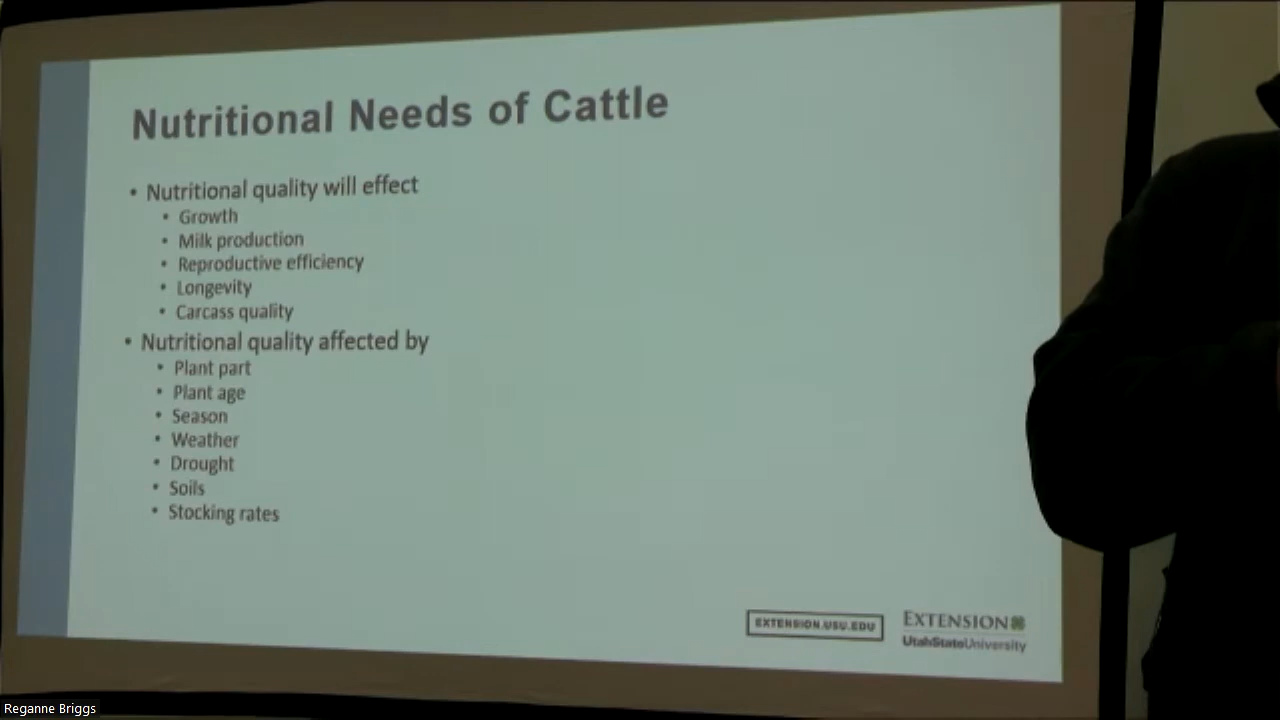 Nutritional Needs of Cattle
• Nutritional quality will effect
• Growth
• Milk production
• Reproductive efficiency
• Longevity
• Carcass quality
• Nutritional quality affected by
• Plant part
• Plant age
• Season
• Weather
• Drought
• Soils
• Stocking rates
EXTENSION.USU.EDU
EXTENSION
UtahStateUniversity
Reganne Briggs